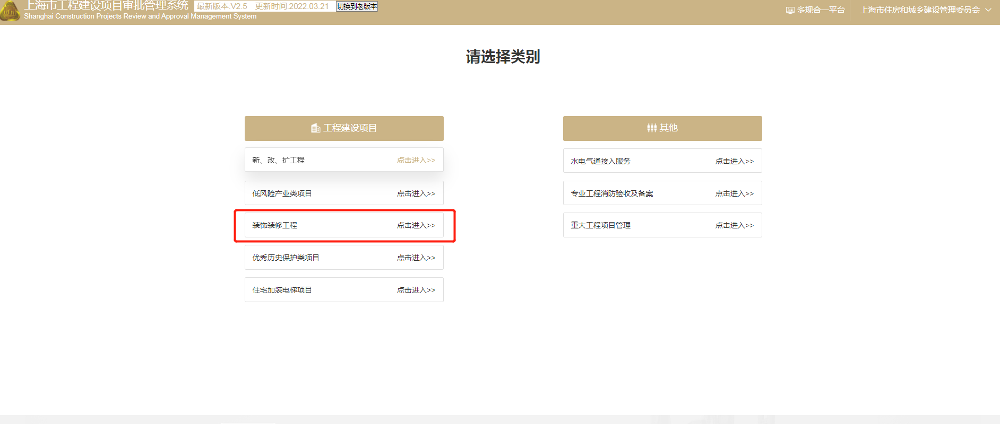 上海市工程建设项目审批管理系统 最新版本:V2.5 更新时间:2022.03.21 切换到老版本
Shanghai Construction Projects Review and Approval Management System
多规合一平台 上海市住房和城乡建设管理委员会
请选择类别
工程建设项目
新、改、扩工程 点击进入>>
低风险产业类项目 点击进入>>
装饰装修工程 点击进入>>
优秀历史保护类项目 点击进入>>
住宅加装电梯项目 点击进入>>
其他
水电气通接入服务 点击进入>>
专业工程消防验收及备案 点击进入>>
重大工程项目管理 点击进入>>